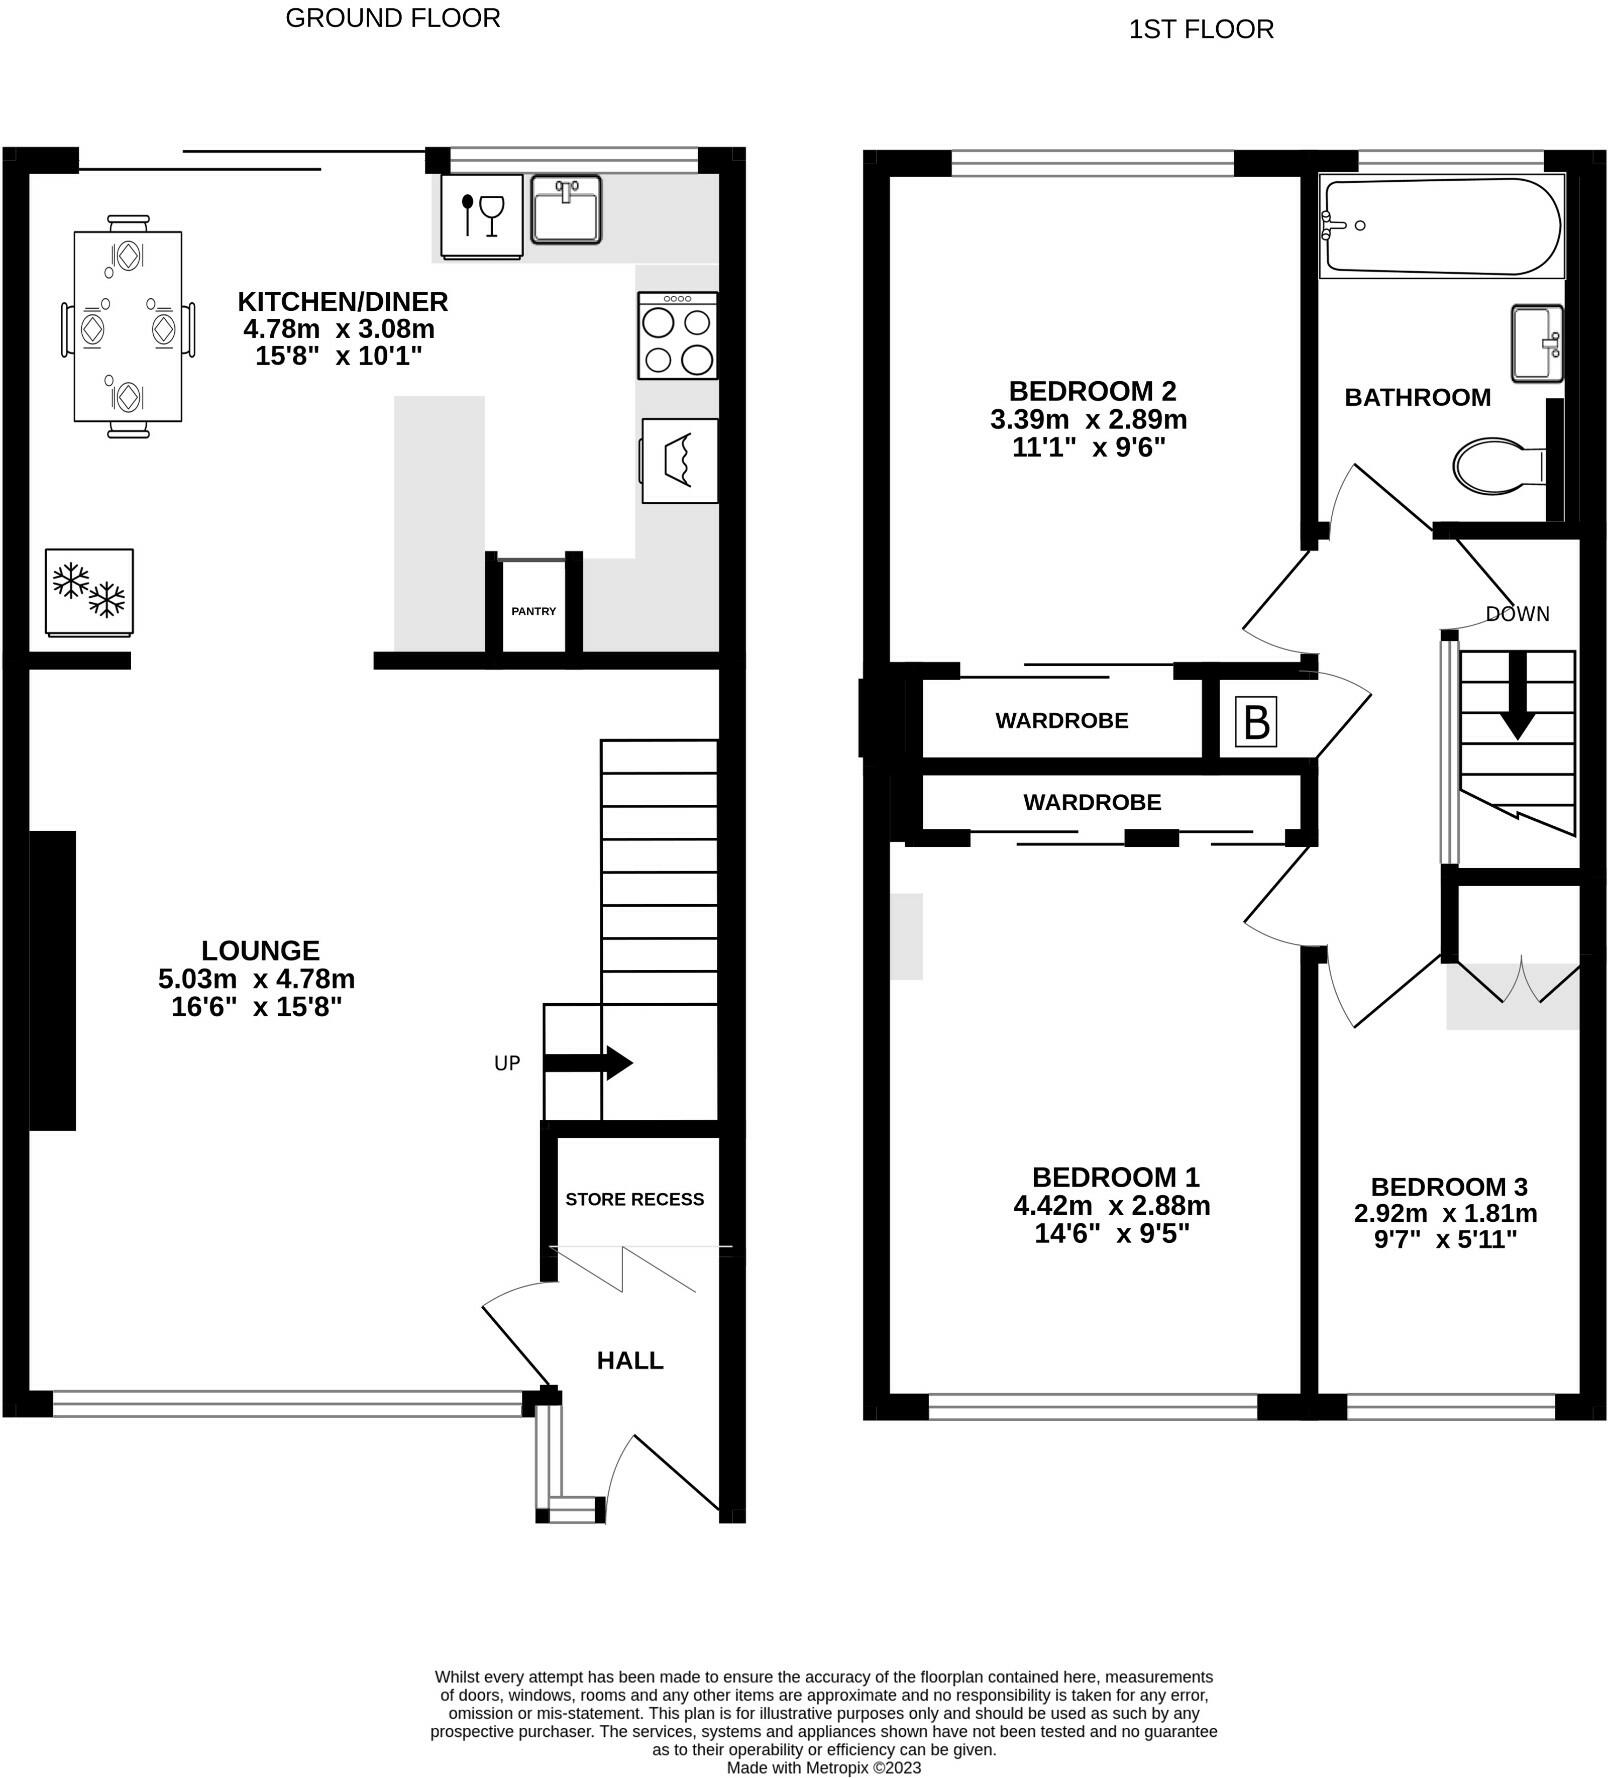 GROUND FLOOR
1ST FLOOR
KITCHEN/DINER
4.78m x 3.08m
15'8" x 10'1"
PANTRY
LOUNGE
5.03m x 4.78m
16'6" x 15'8"
UP
STORE RECESS
HALL
BEDROOM 2
3.39m x 2.89m
11'1" x 9'6"
BATHROOM
DOWN
WARDROBE
B
WARDROBE
BEDROOM 1
4.42m x 2.88m
14'6" x 9'5"
BEDROOM 3
2.92m x 1.81m
9'7" x 5'11"
Whilst every attempt has been made to ensure the accuracy of the floorplan contained here, measurements
of doors, windows, rooms and any other items are approximate and no responsibility is taken for any error,
omission or mis-statement. This plan is for illustrative purposes only and should be used as such by any
prospective purchaser. The services, systems and appliances shown have not been tested and no guarantee
as to their operability or efficiency can be given.
Made with Metropix ©2023